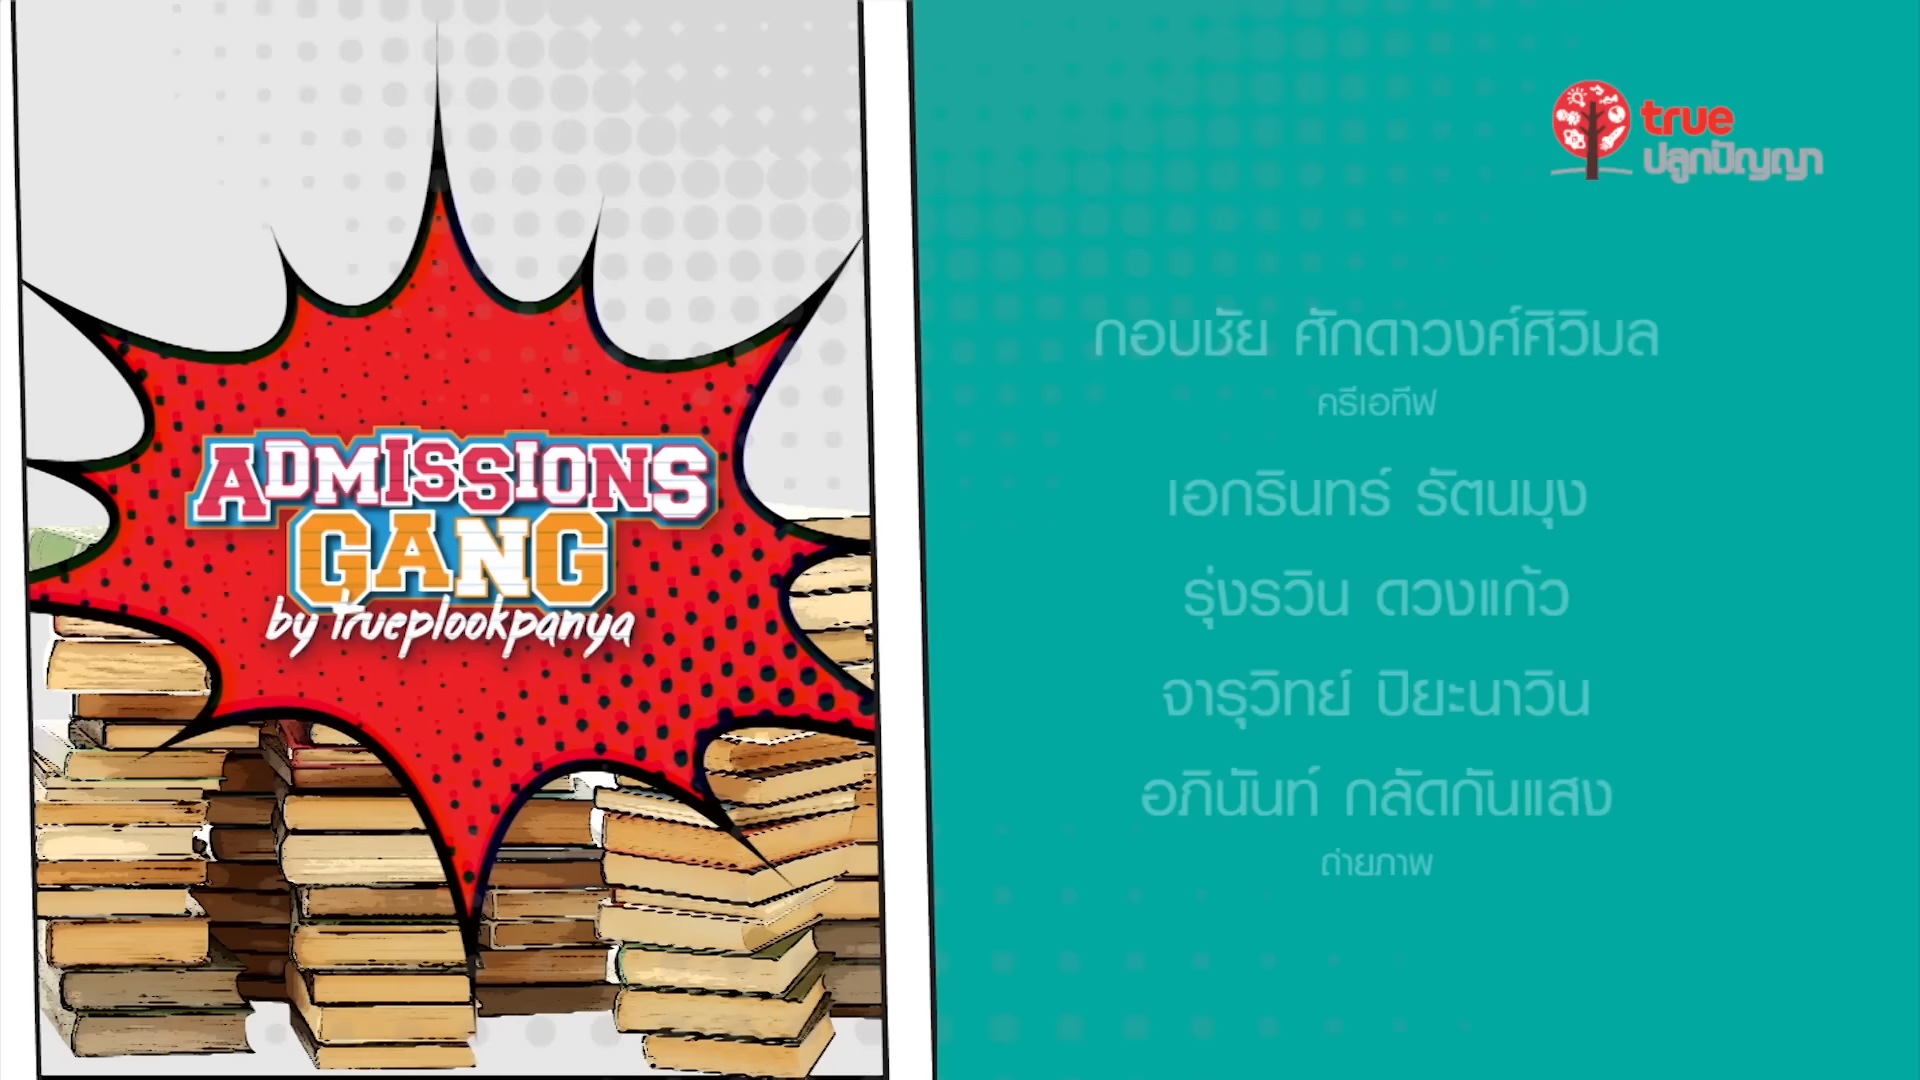 ADMISSIONS
GANG
by trueplookpanya
true
ปลูกปัญญา
กอบชัย ศักดาวงศ์ศิวิมล
ครีเอทีฟ
เอกรินทร์ รัตนมุง
รุ่งรวิน ดวงแก้ว
จารุวิทย์ ปิยะนาวิน
อภินันท์ กลัดกันแสง
ถ่ายภาพ